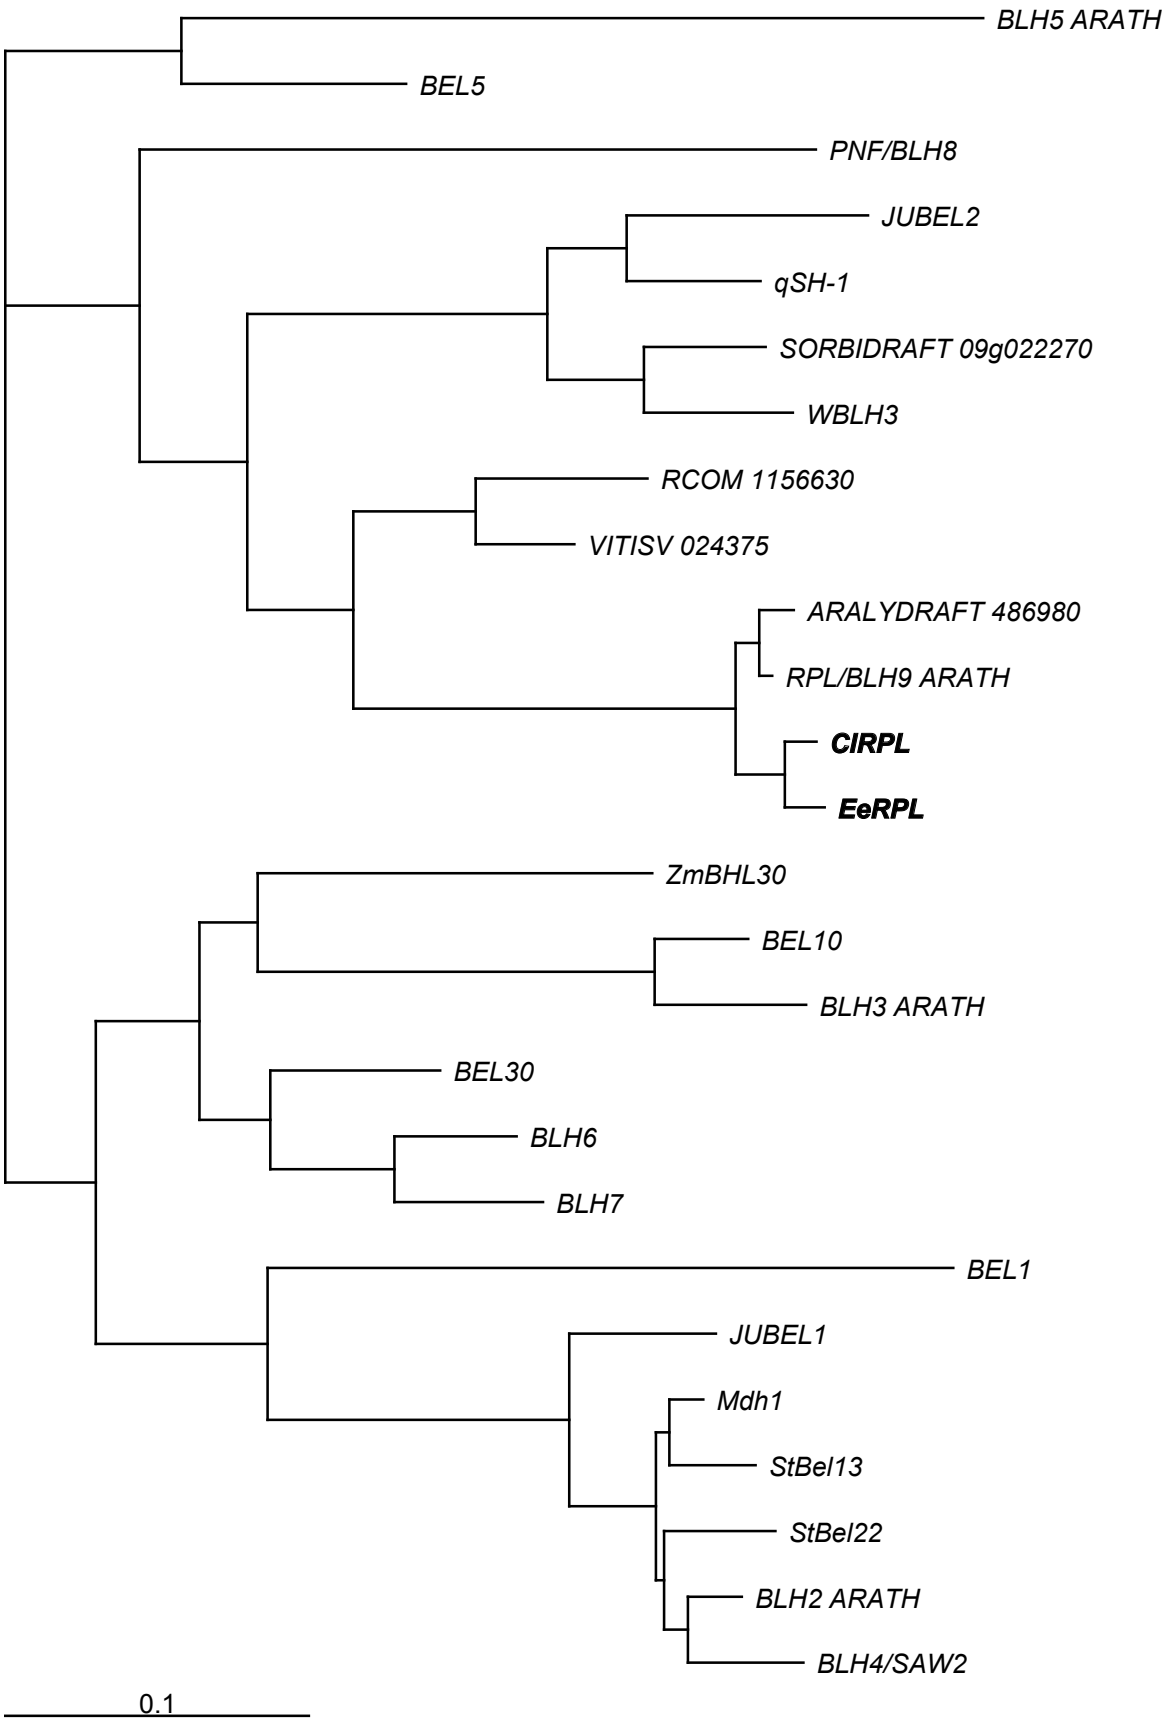 BLH5 ARATH
BEL5
PNF/BLH8
JUBEL2
qSH-1
SORBIDRAFT 09g022270
WBLH3
RCOM 1156630
VITISV 024375
ARALYDRAFT 486980
RPL/BLH9 ARATH
ClRPL
EeRPL
ZmBHL30
BEL10
BLH3 ARATH
BEL30
BLH6
BLH7
BEL1
JUBEL1
Mdh1
StBel13
StBel22
BLH2 ARATH
BLH4/SAW2
0.1